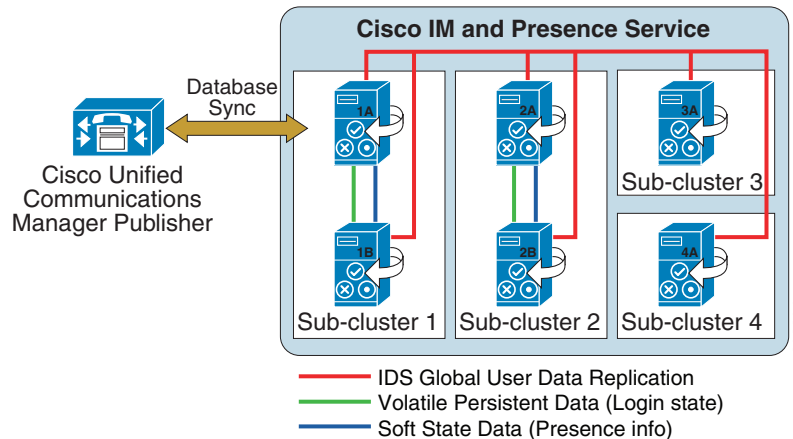 Cisco IM and Presence Service
Database
Sync
Cisco Unified
Communications
Manager Publisher
1A
2A
3A
Sub-cluster 3
1B
2B
4A
Sub-cluster 1
Sub-cluster 2
Sub-cluster 4
IDS Global User Data Replication
Volatile Persistent Data (Login state)
Soft State Data (Presence info)